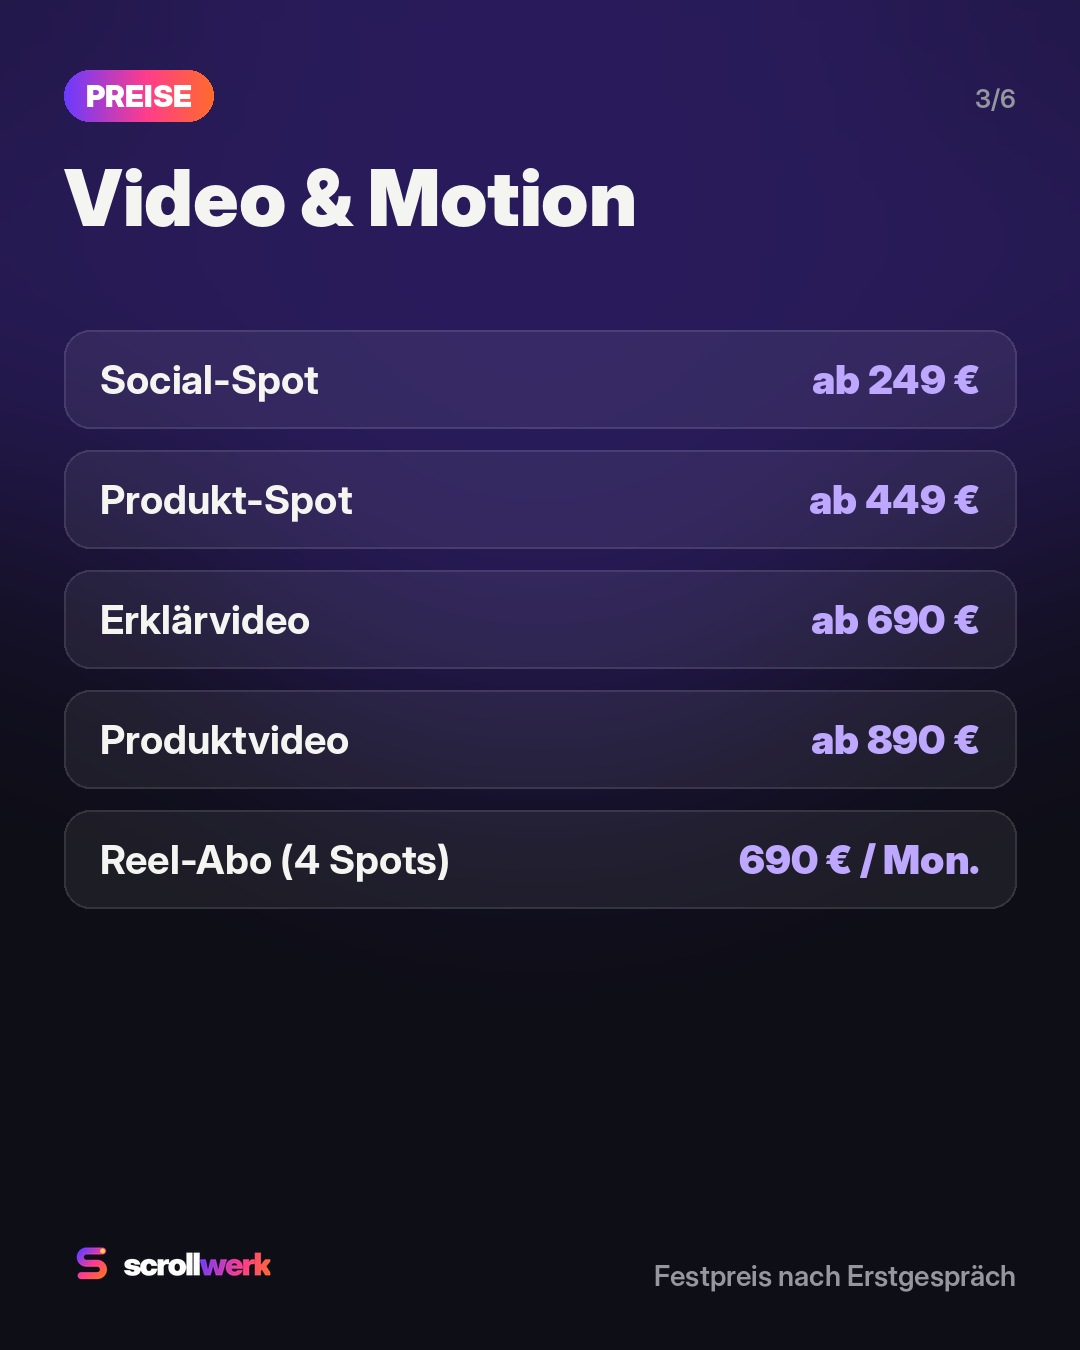 PREISE
3/6
Video & Motion
Social-Spot ab 249 €
Produkt-Spot ab 449 €
Erklärvideo ab 690 €
Produktvideo ab 890 €
Reel-Abo (4 Spots) 690 € / Mon.
scrollwerk
Festpreis nach Erstgespräch